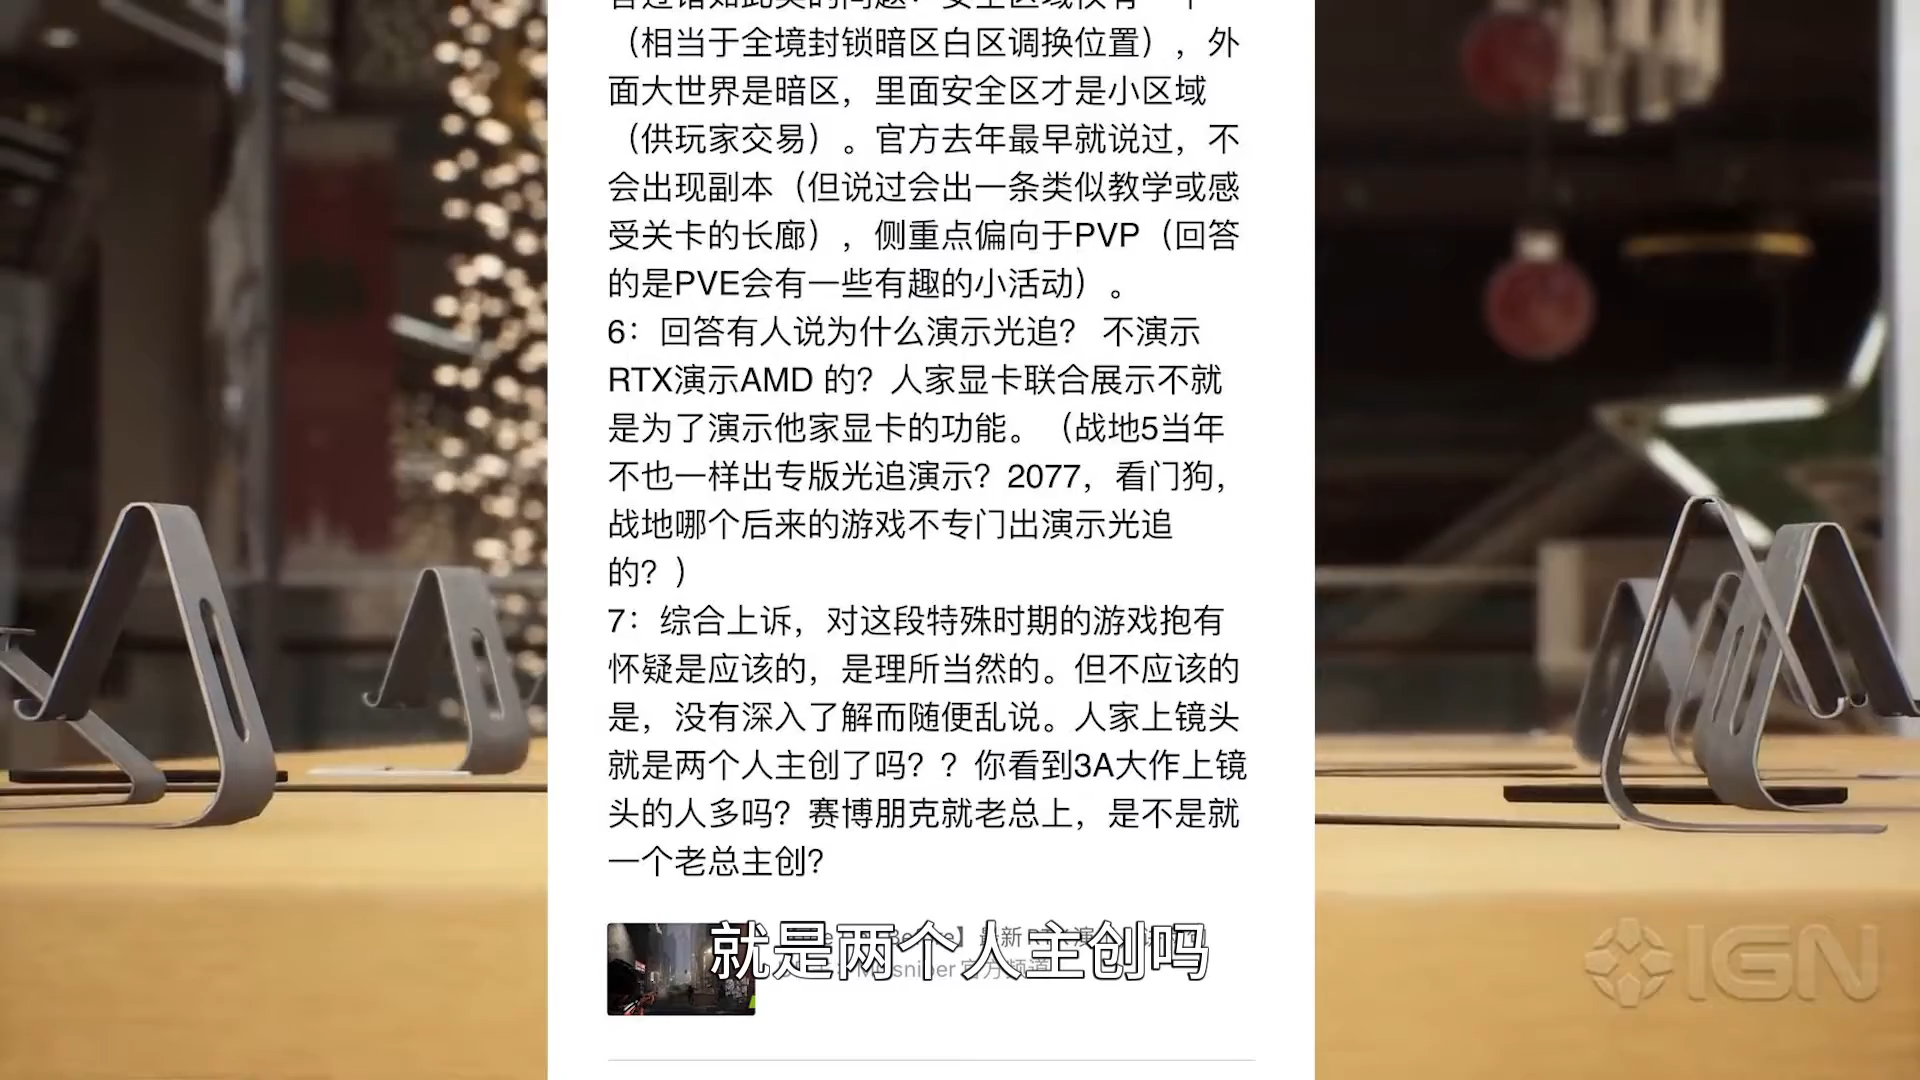 （相当于全境封锁暗区白区调换位置），外
面大世界是暗区，里面安全区才是小区域
（供玩家交易）。官方去年最早就说过，不
会出现副本（但说过会出一条类似教学或感
受关卡的长廊），侧重点偏向于PVP（回答
的是PVE会有一些有趣的小活动）。
6：回答有人说为什么演示光追？ 不演示
RTX演示AMD 的？人家显卡联合展示不就
是为了演示他家显卡的功能。（战地5当年
不也一样出专版光追演示？2077，看门狗，
战地哪个后来的游戏不专门出演示光追
的？）
7：综合上诉，对这段特殊时期的游戏抱有
怀疑是应该的，是理所当然的。但不应该的
是，没有深入了解而随便乱说。人家上镜头
就是两个人主创了吗？？你看到3A大作上镜
头的人多吗？赛博朋克就老总上，是不是就
一个老总主创？
就是两个人主创吗
IGN